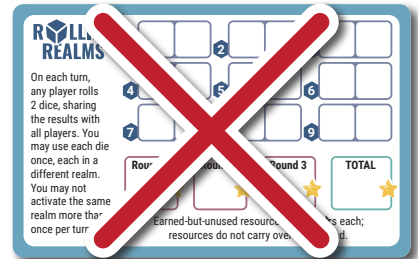 R LLI
REALMS
On each turn,
any player rolls
2 dice, sharing
the results with
all players. You
may use each die
once, each in a
different realm.
You may not
activate the same
realm more than
once per turn
2
4 5 6
7 9
Round 3 TOTAL
Earned-but-unused each;
resources do not carry over